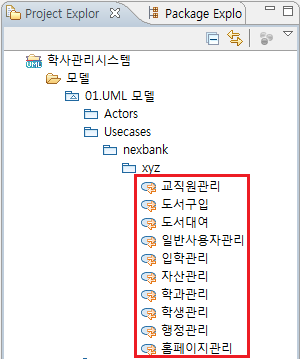 Project Explor
Package Explo
학사관리시스템
모델
01.UML 모델
Actors
Usecases
nexbank
xyz
교직원관리
도서구입
도서대여
일반사용자관리
입학관리
자산관리
학과관리
학생관리
행정관리
홈페이지관리